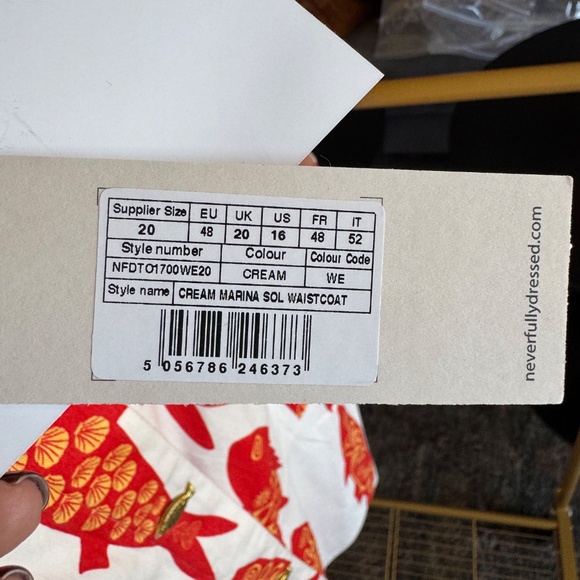 Supplier Size EU UK US FR IT
20 48 20 16 48 52
Style number Colour Colour Code
NFDTO1700WE20 CREAM WE
Style name CREAM MARINA SOL WAISTCOAT
5 056786 246373
neverfullydressed.com